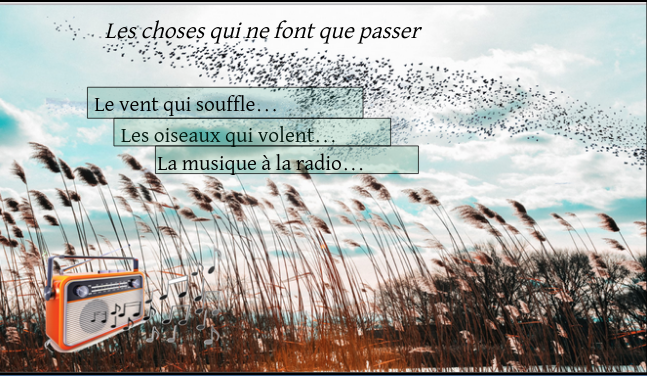 Les choses qui ne font que passer
Le vent qui souffle…
Les oiseaux qui volent…
La musique à la radio…